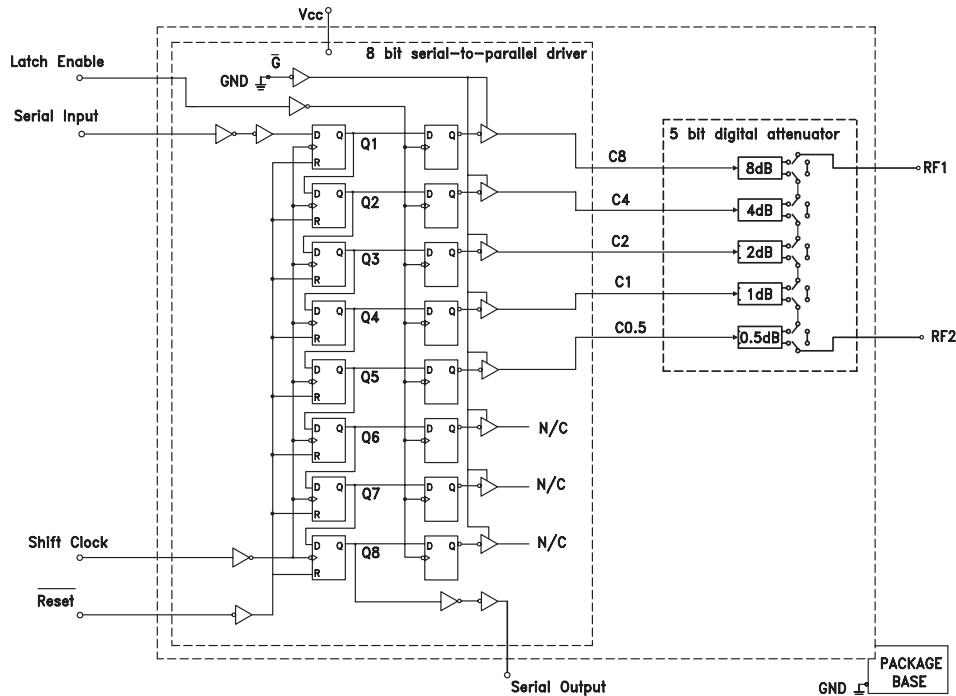 Vcc
8 bit serial-to-parallel driver
Latch Enable
G
GND
Serial Input
5 bit digital attenuator
D Q
R
Q1
D Q
C8
8dB
RF1
D Q
R
Q2
D Q
C4
4dB
D Q
R
Q3
D Q
C2
2dB
D Q
R
Q4
D Q
C1
1dB
D Q
R
Q5
D Q
C0.5
0.5dB
RF2
D Q
R
Q6
D Q
N/C
D Q
R
Q7
D Q
N/C
Shift Clock
D Q
R
Q8
D Q
N/C
Reset
Serial Output
PACKAGE
BASE
GND